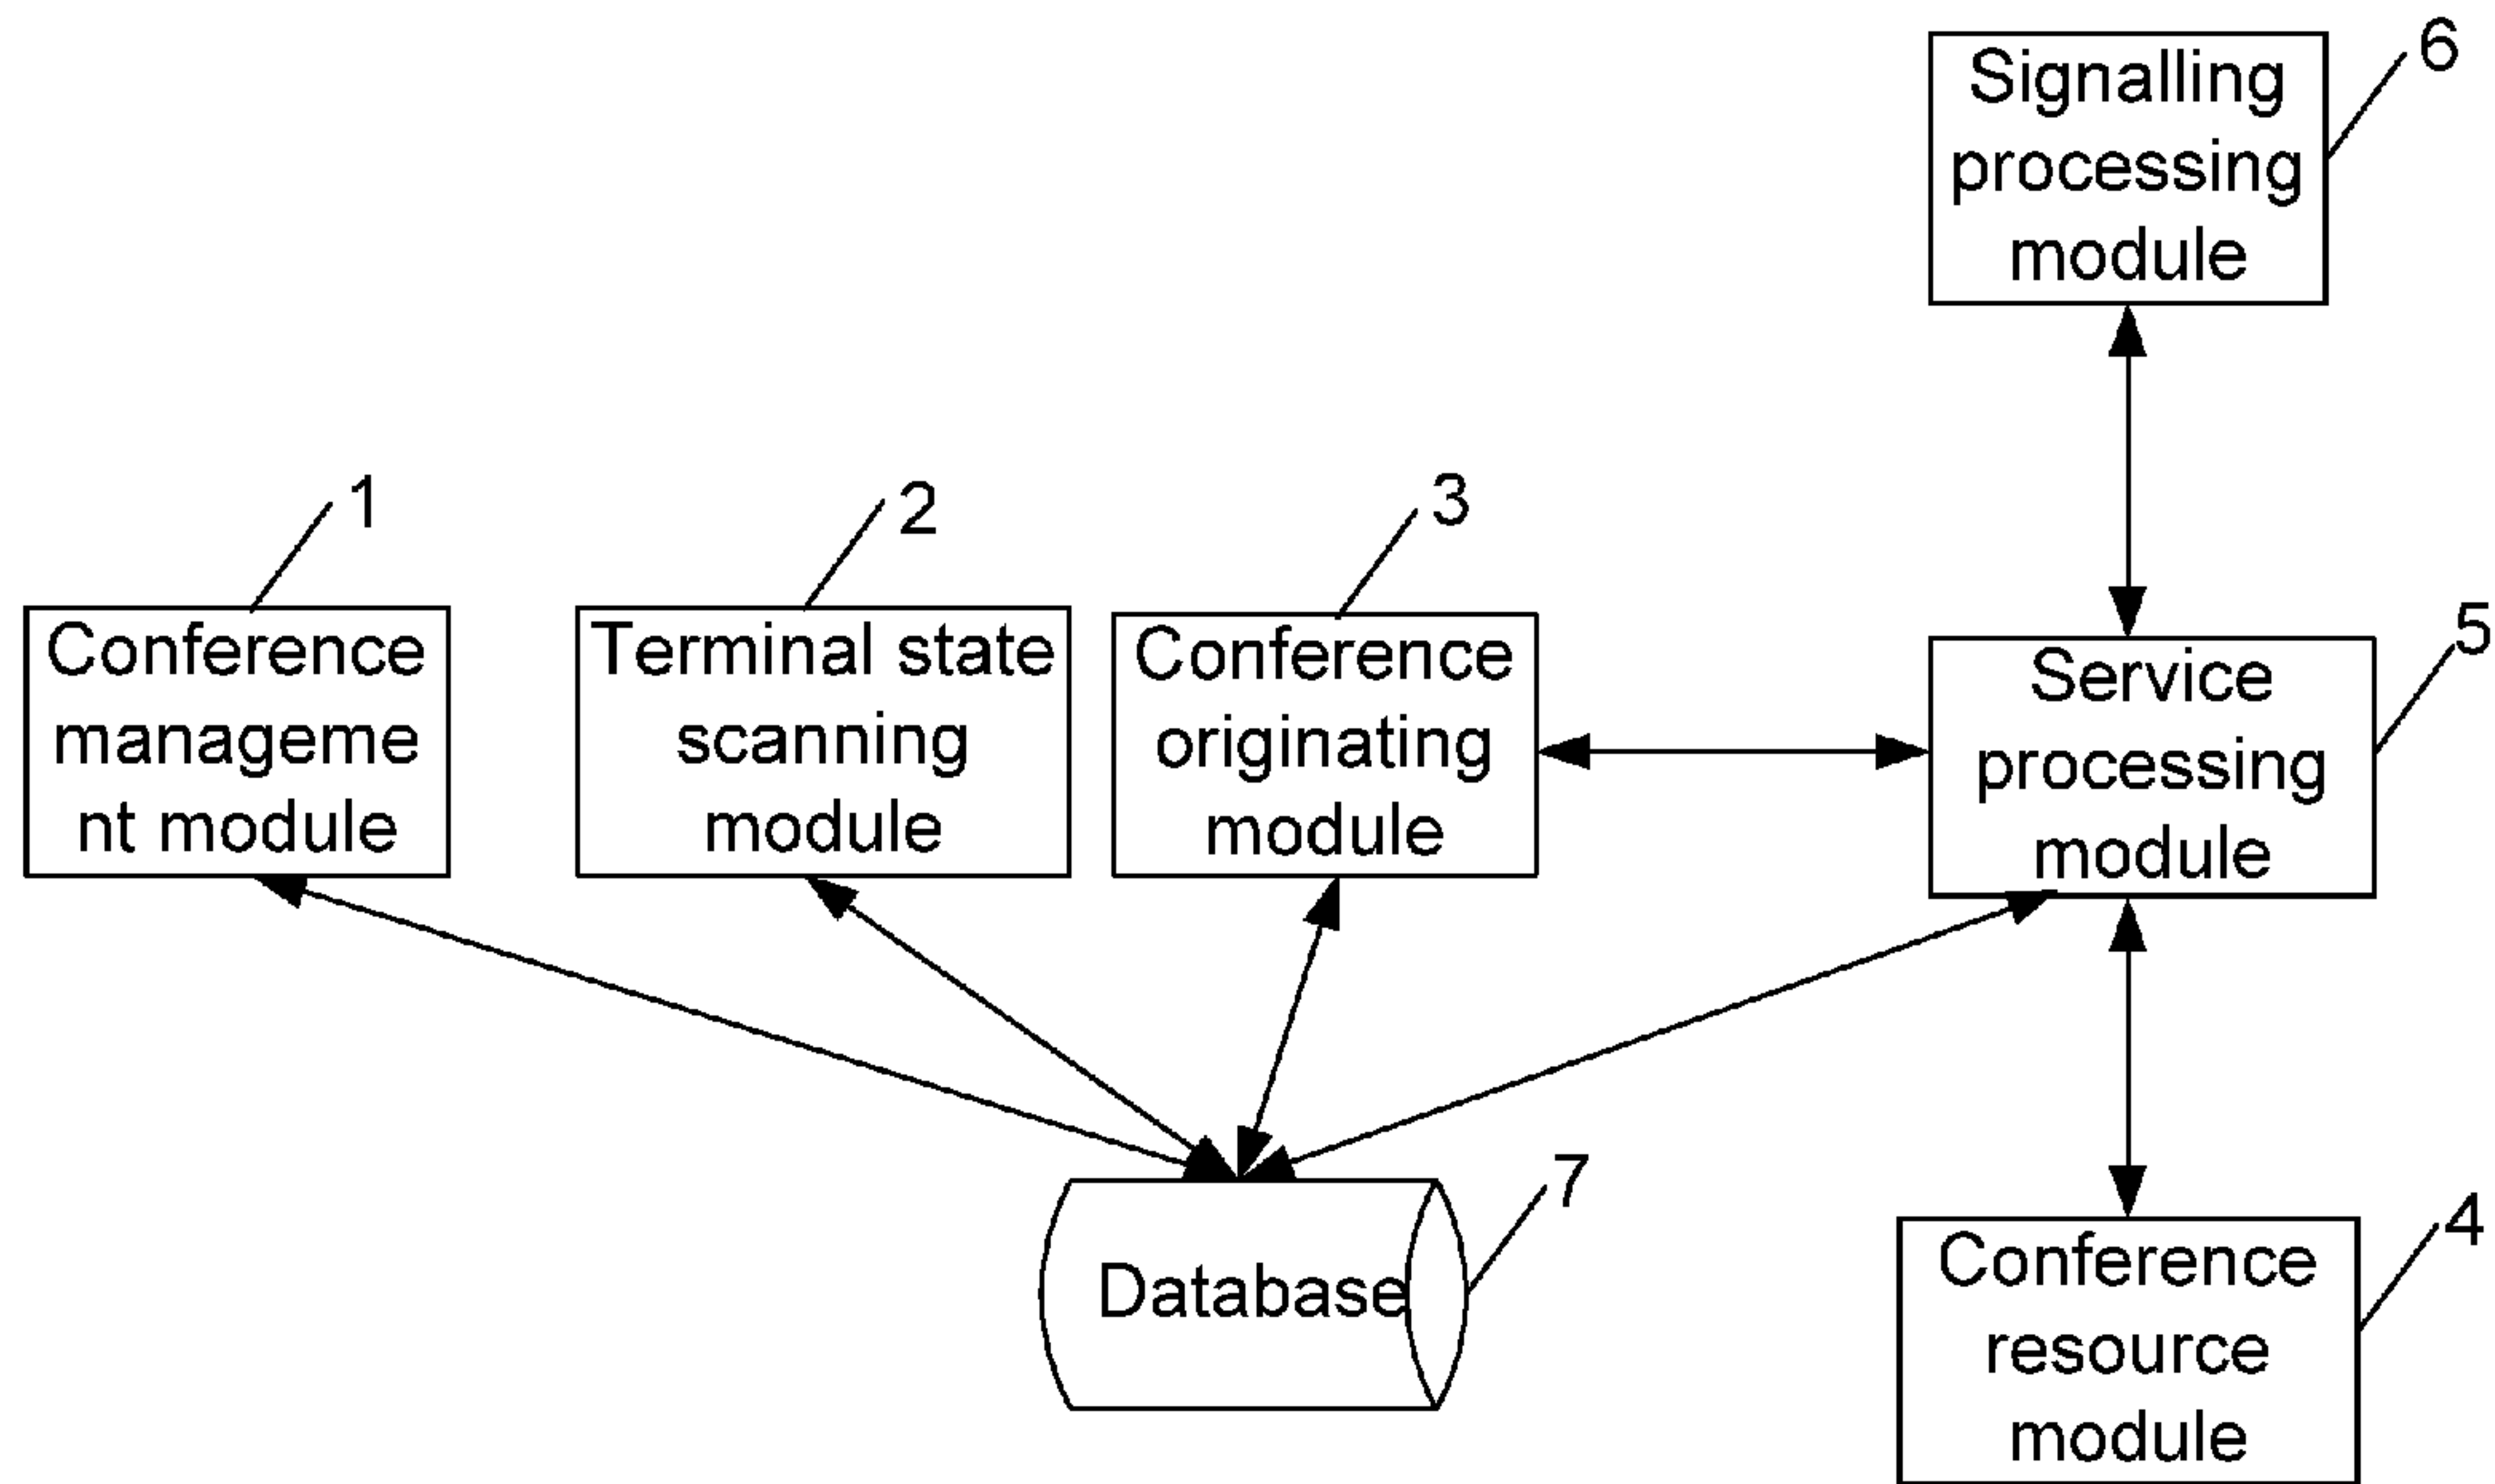 6
Signalling
processing
module
1
Conference
manageme
nt module
2
Terminal state
scanning
module
3
Conference
originating
module
5
Service
processing
module
7
Database
4
Conference
resource
module